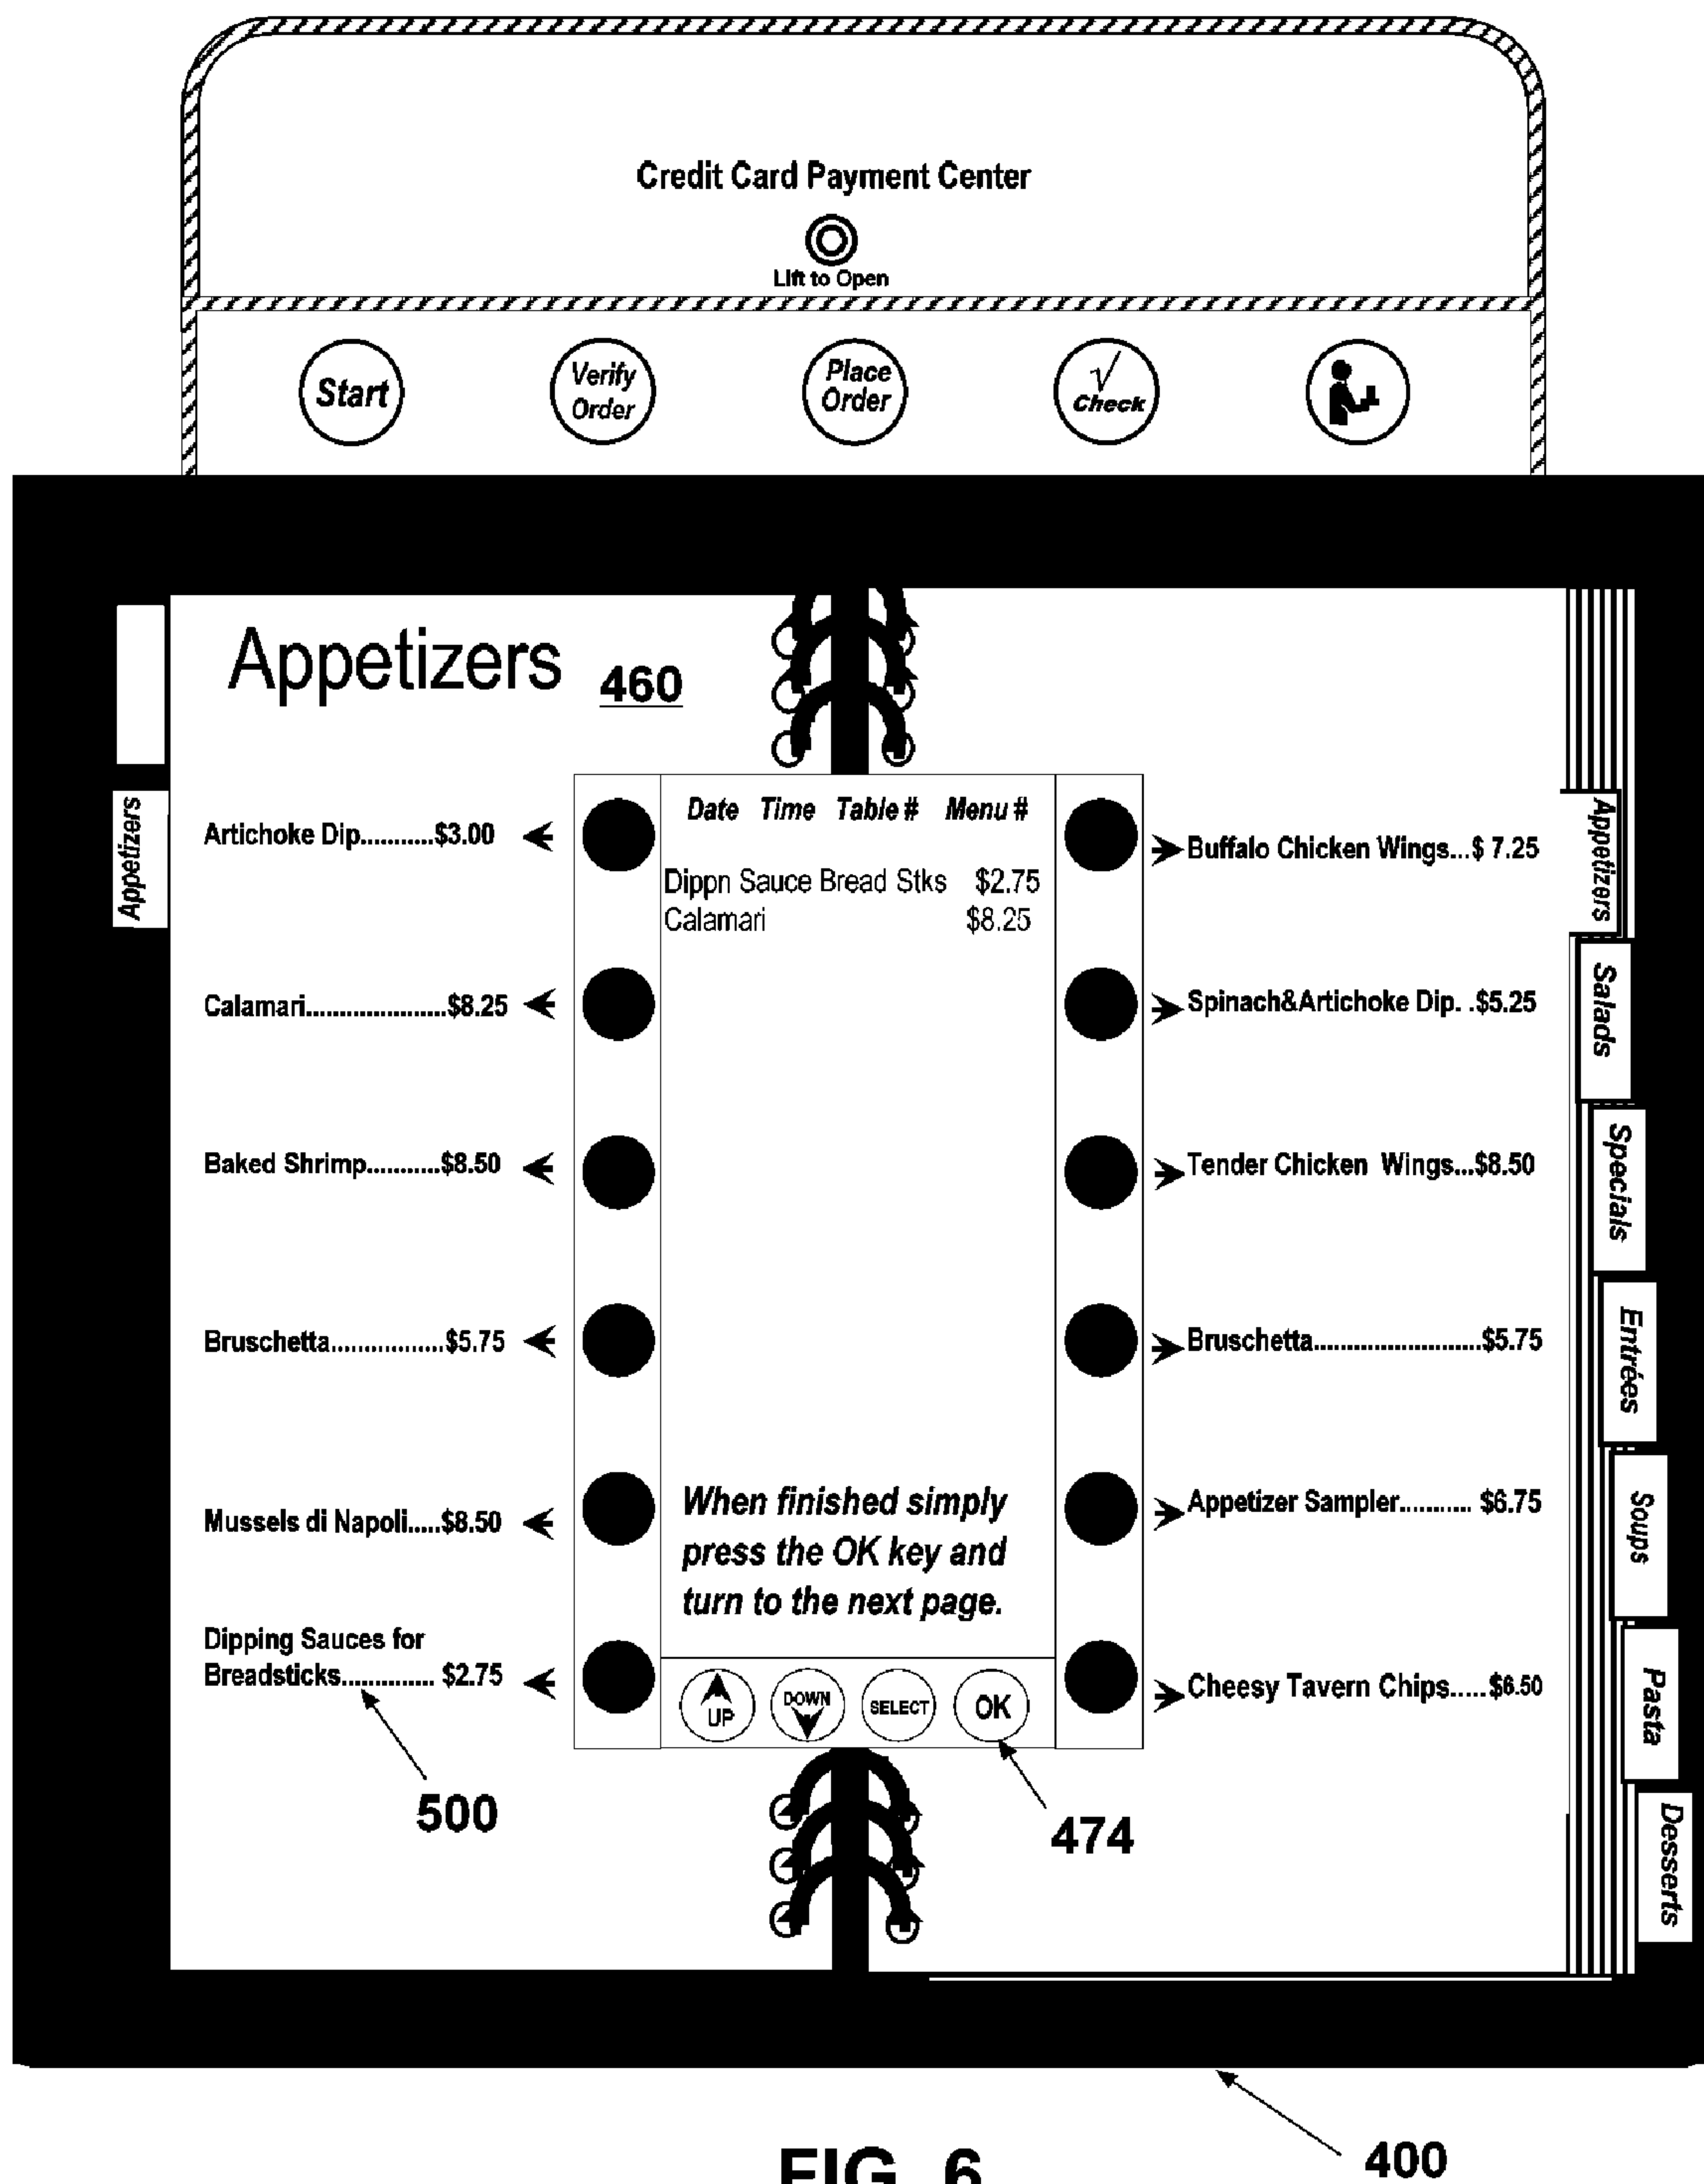 Credit Card Payment Center
Lift to Open
Start
Verify
Order
Place
Order
√
Check
Appetizers 460
Appetizers
Artichoke Dip...........$3.00
Calamari.....................$8.25
Baked Shrimp...........$8.50
Bruschetta.................$5.75
Mussels di Napoli.....$8.50
Dipping Sauces for
Breadsticks.............. $2.75
500
Date Time Table # Menu #
Dippn Sauce Bread Stks $2.75
Calamari $8.25
When finished simply
press the OK key and
turn to the next page.
UP
DOWN
SELECT
OK
474
Buffalo Chicken Wings...$ 7.25
Spinach&Artichoke Dip. .$5.25
Tender Chicken Wings...$8.50
Bruschetta.........................$5.75
Appetizer Sampler........... $6.75
Cheesy Tavern Chips.....$6.50
Appetizers
Salads
Specials
Entrées
Soups
Pasta
Desserts
400
FIG. 6